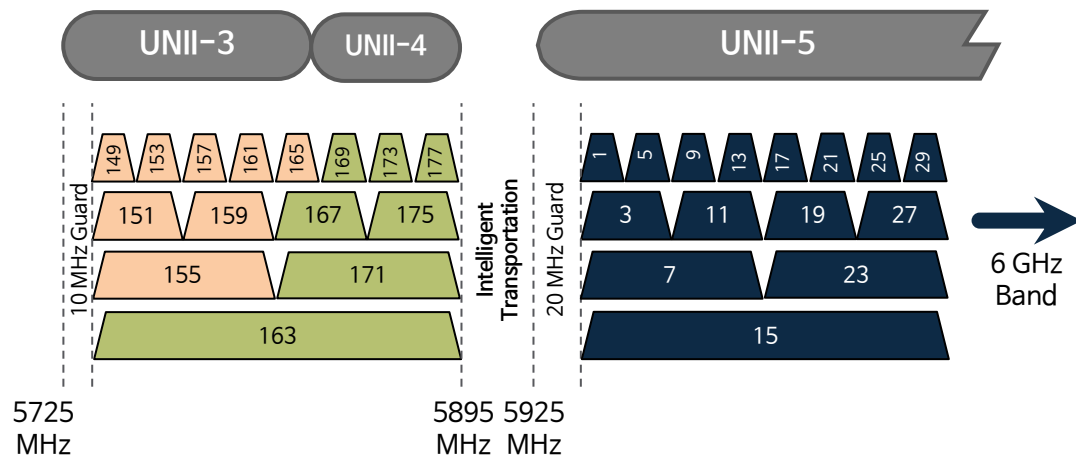 UNII-3
UNII-4
UNII-5
149
153
157
161
165
169
173
177
1
5
9
13
17
21
25
29
151
159
167
175
3
11
19
27
155
171
7
23
163
15
10 MHz Guard
Intelligent
Transportation
20 MHz Guard
6 GHz
Band
5725
MHz
5895
MHz
5925
MHz